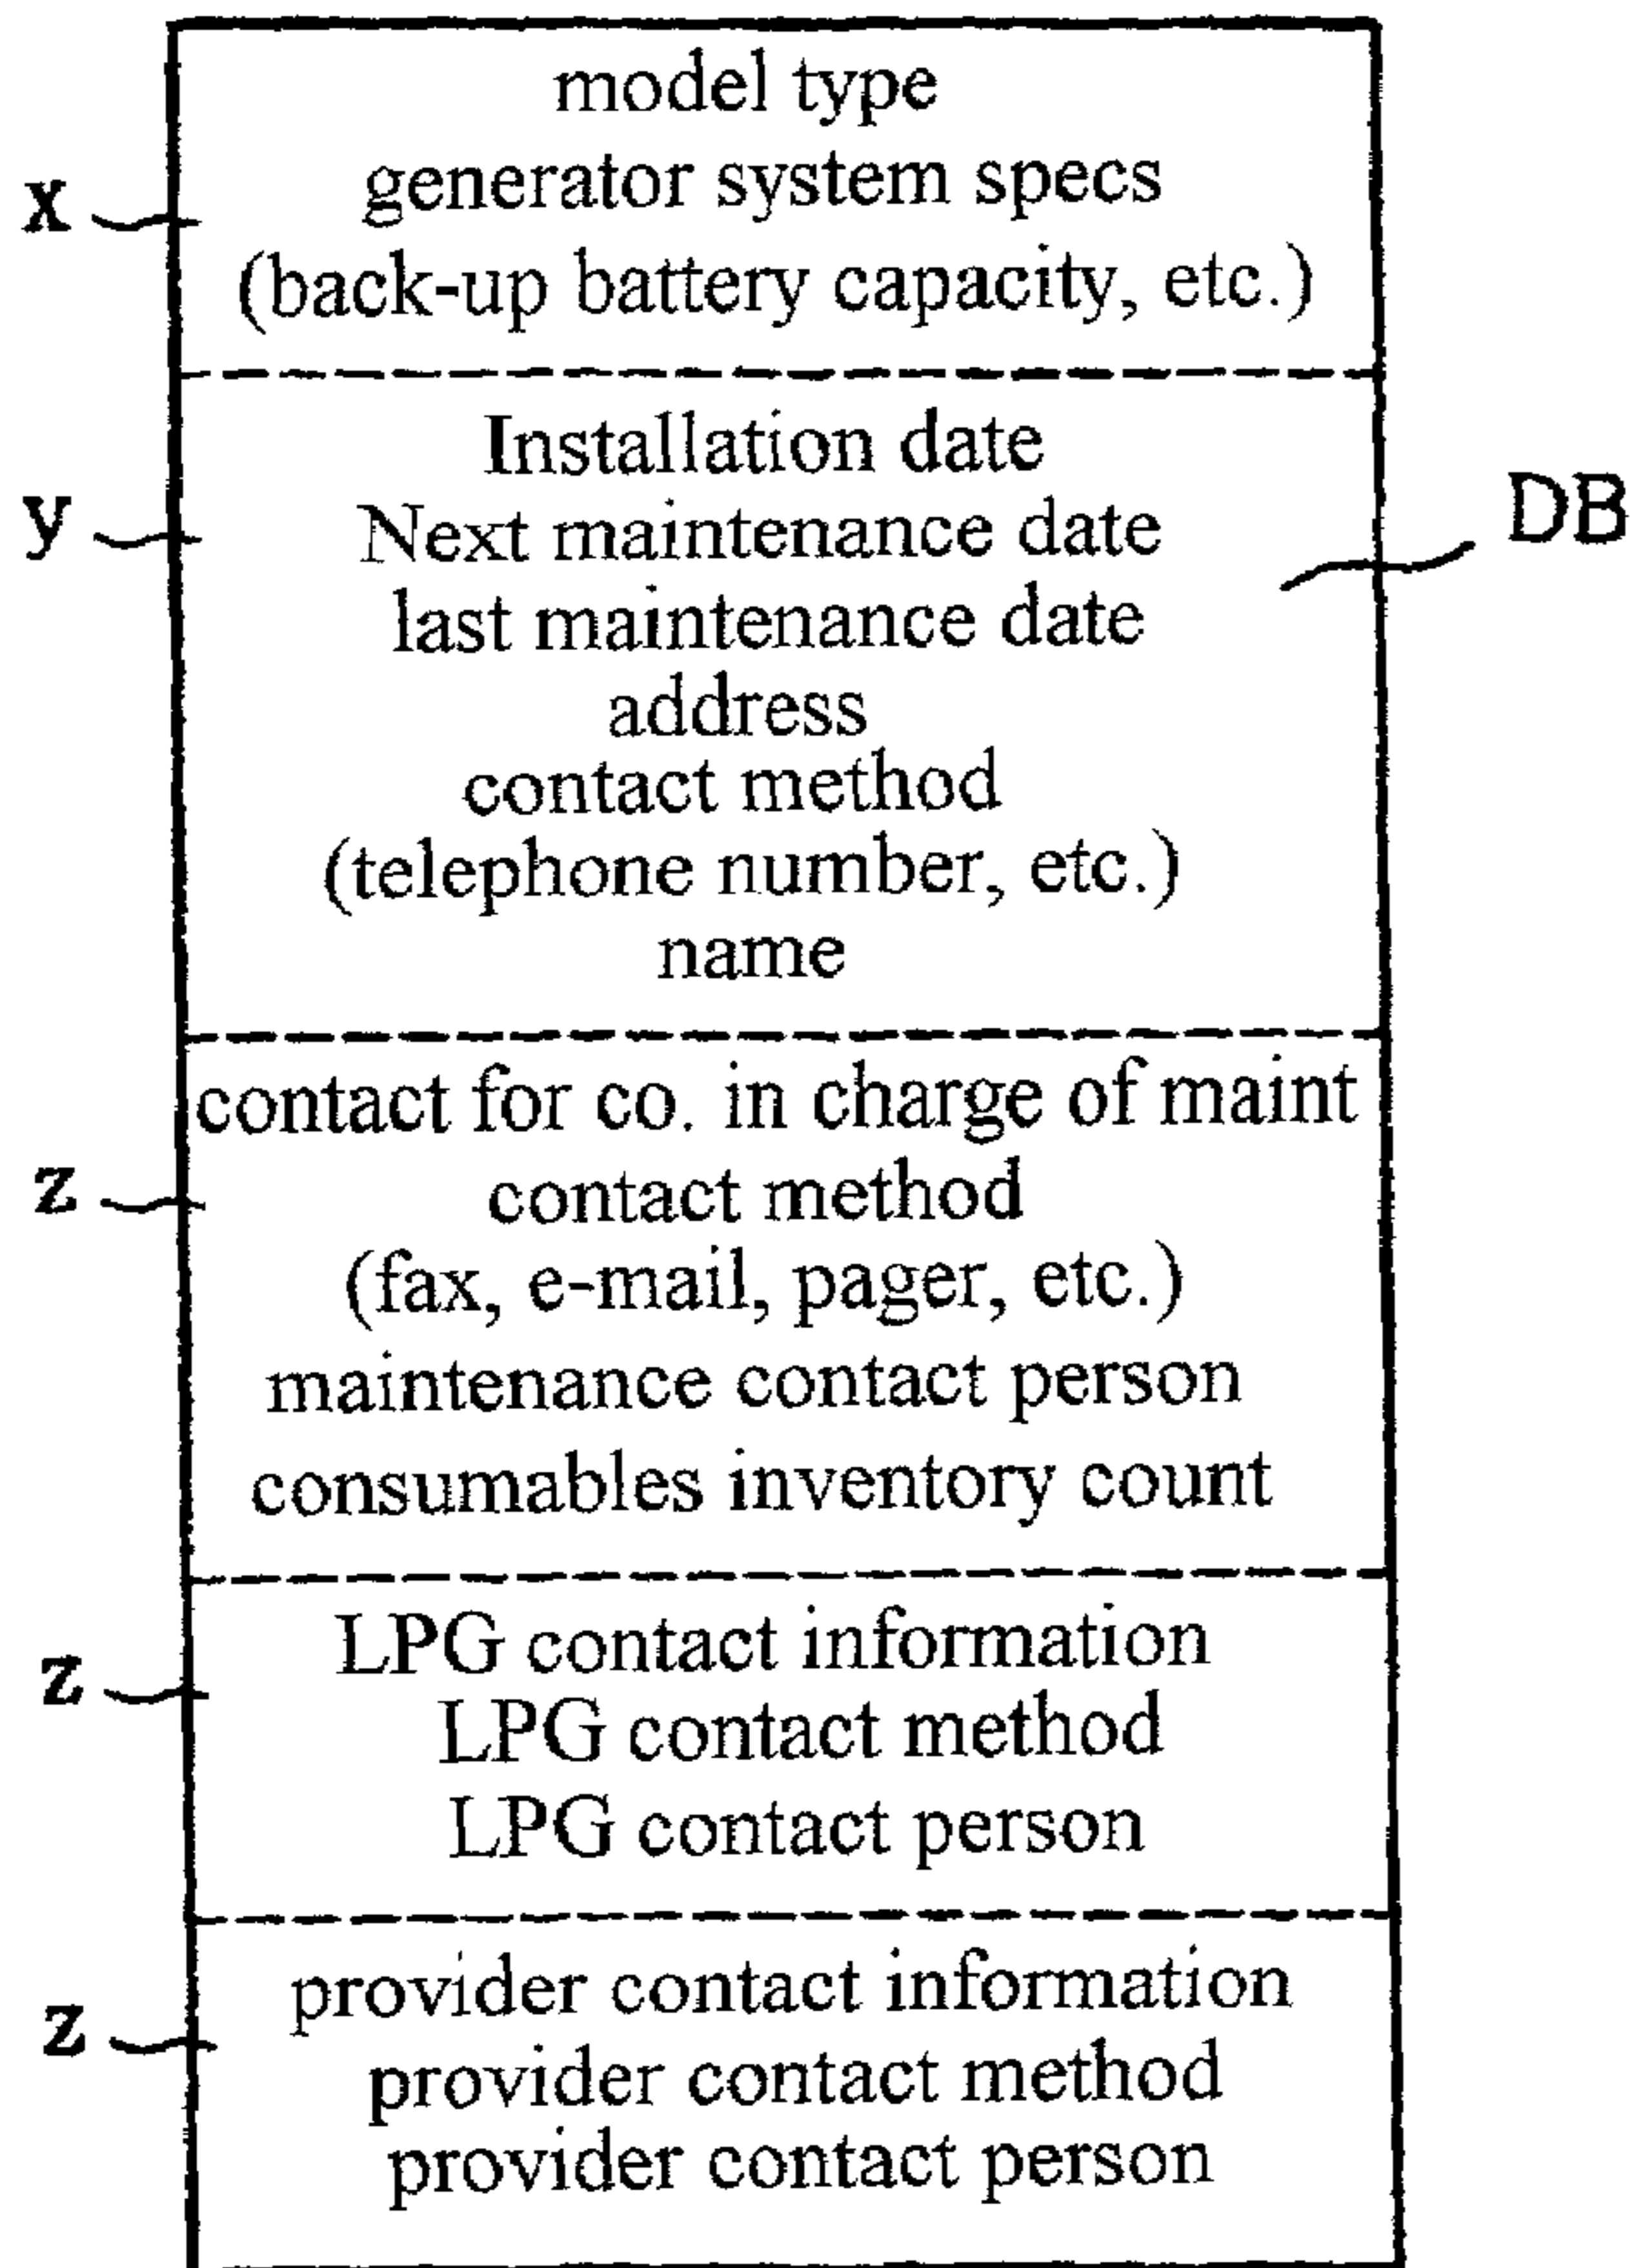 model type
x
generator system specs
(back-up battery capacity, etc.)
Installation date
y
Next maintenance date
DB
last maintenance date
address
contact method
(telephone number, etc.)
name
contact for co. in charge of maint
z
contact method
(fax, e-mail, pager, etc.)
maintenance contact person
consumables inventory count
LPG contact information
z
LPG contact method
LPG contact person
provider contact information
z
provider contact method
provider contact person